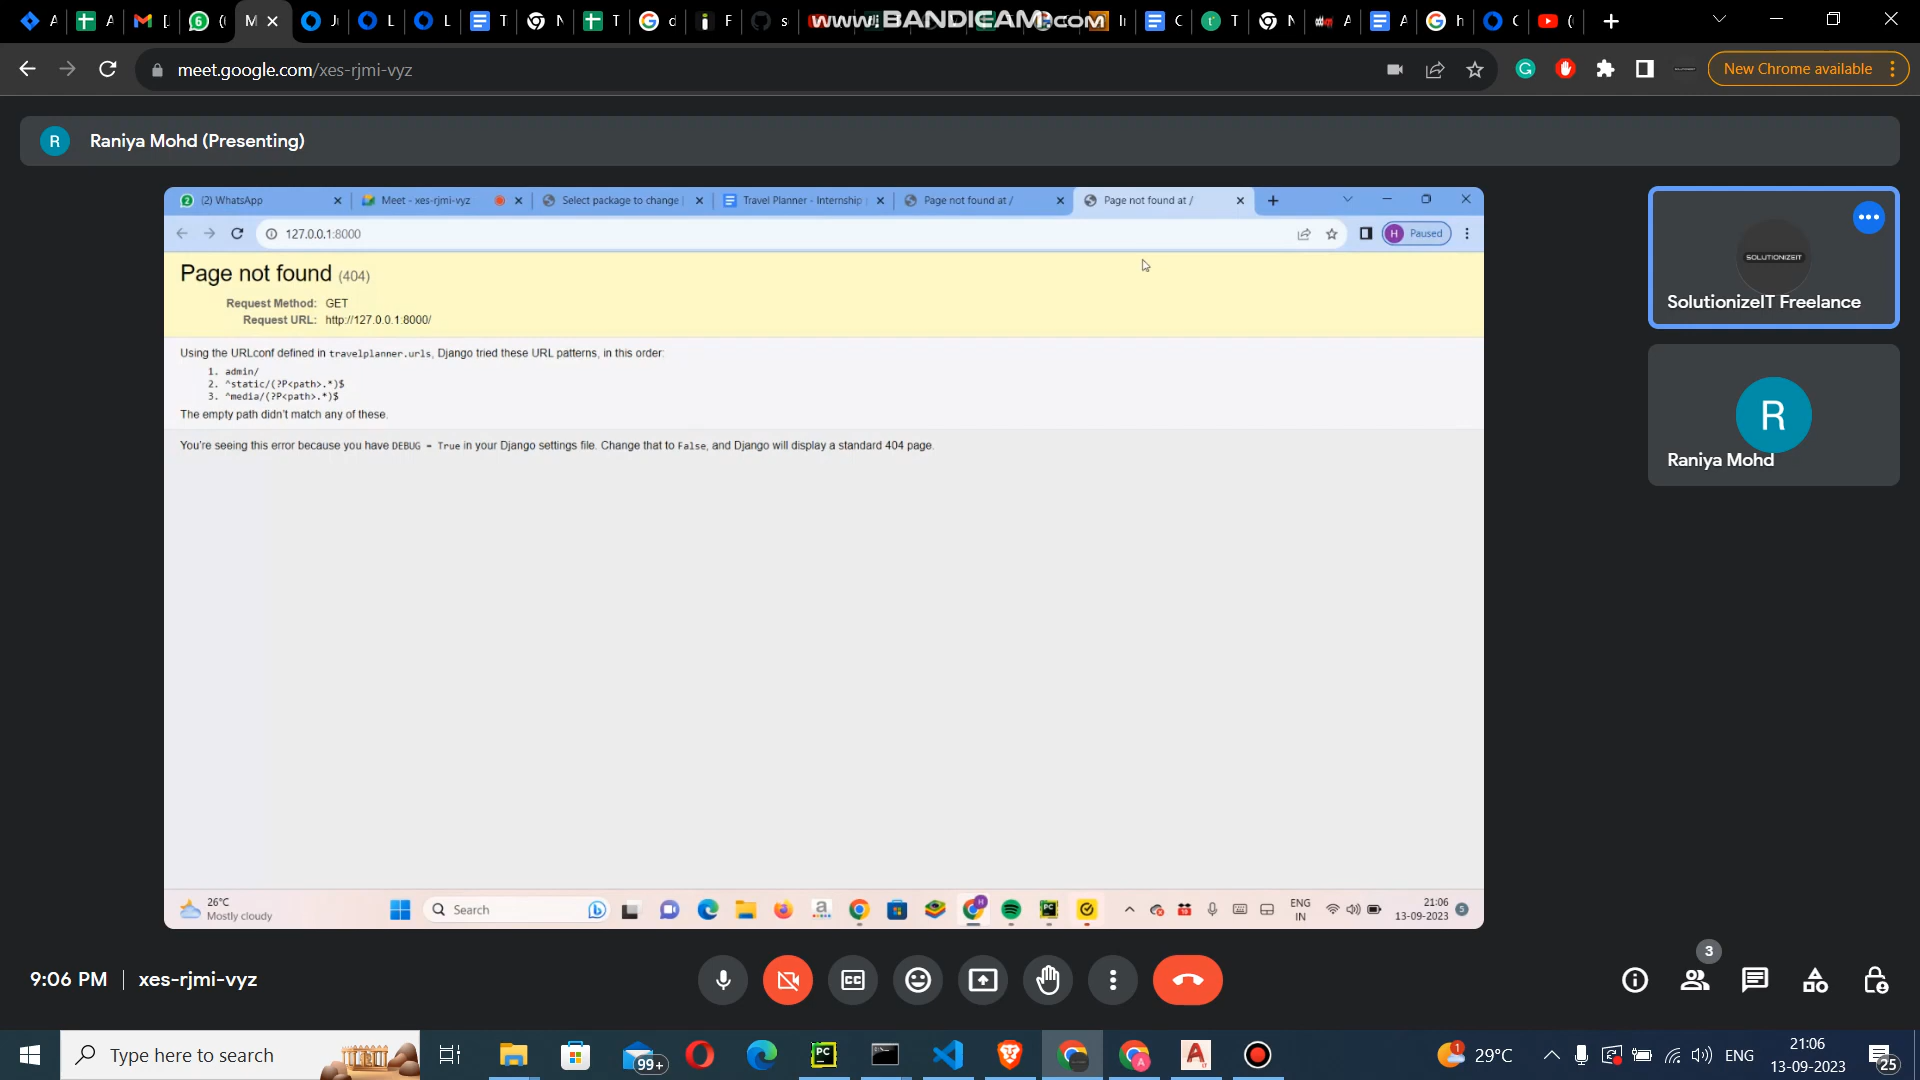 www.BANDICAM.com
meet.google.com/xes-rjmi-vyz
New Chrome available
R
Raniya Mohd (Presenting)
(2) WhatsApp
Meet - xes-rjmi-vyz
Select package to change
Travel Planner - Internship
Page not found at /
Page not found at /
127.0.0.1:8000
H
Paused
Page not found (404)
Request Method: GET
Request URL: http://127.0.0.1:8000/
Using the URLconf defined in travelplanner.urls, Django tried these URL patterns, in this order:
1. admin/
2. ^static/(?P<path>.*)$
3. ^media/(?P<path>.*)$
The empty path didn't match any of these.
You're seeing this error because you have DEBUG = True in your Django settings file. Change that to False, and Django will display a standard 404 page.
26°C
Mostly cloudy
Search
ENG
IN
21:06
13-09-2023
5
SOLUTIONIZEIT
SolutionizeIT Freelance
R
Raniya Mohd
9:06 PM | xes-rjmi-vyz
3
Type here to search
99+
29°C
ENG
21:06
13-09-2023
25